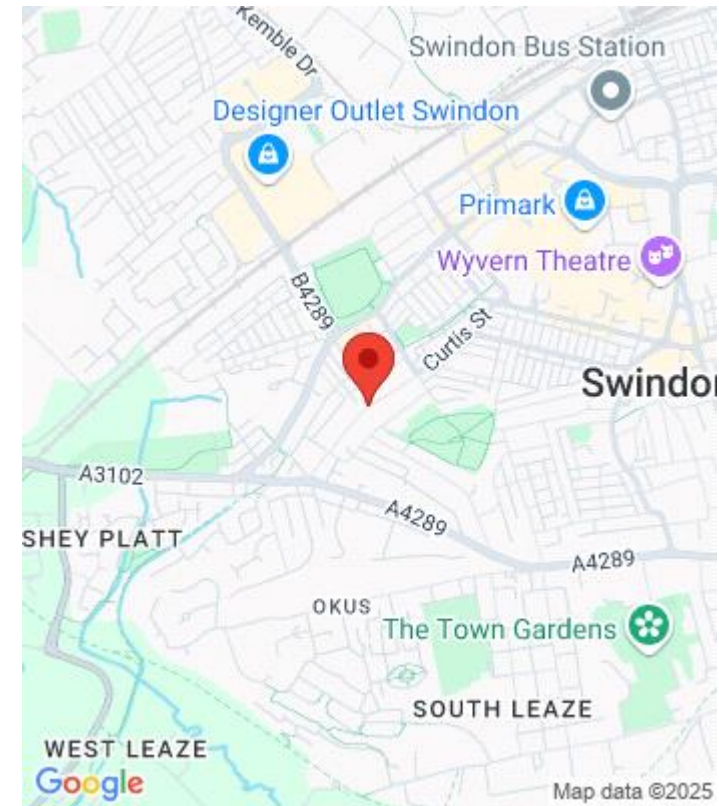 Kemble Dr
Swindon Bus Station
Designer Outlet Swindon
Primark
Wyvern Theatre
B4289
Curtis St
Swindon
A3102
A4289
SHEY PLATT
A4289
OKUS
The Town Gardens
SOUTH LEAZE
WEST LEAZE
Google
Map data ©2025